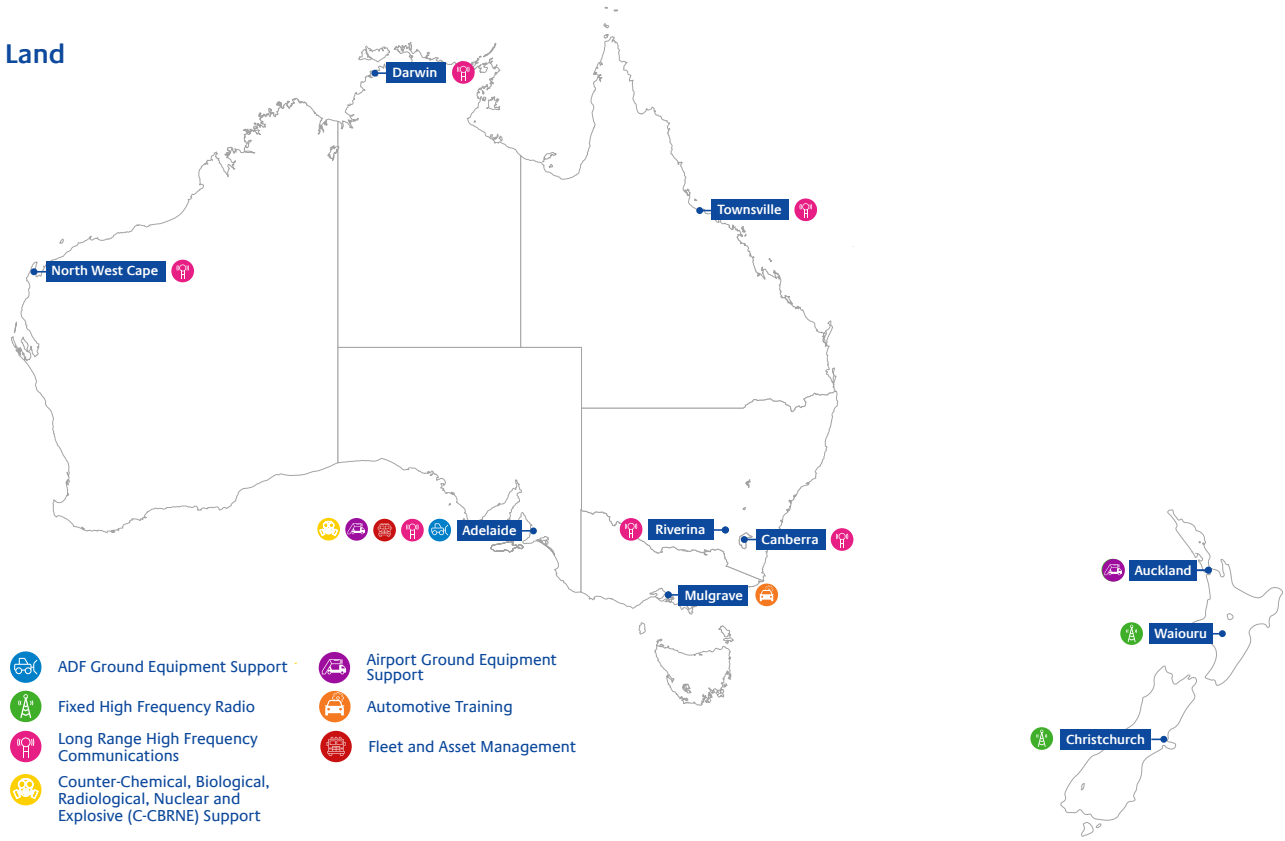 Land
Darwin
Townsville
North West Cape
Adelaide
Riverina
Canberra
Mulgrave
Auckland
Waiouru
Christchurch
ADF Ground Equipment Support
Fixed High Frequency Radio
Long Range High Frequency
Communications
Counter-Chemical, Biological,
Radiological, Nuclear and
Explosive (C-CBRNE) Support
Airport Ground Equipment
Support
Automotive Training
Fleet and Asset Management